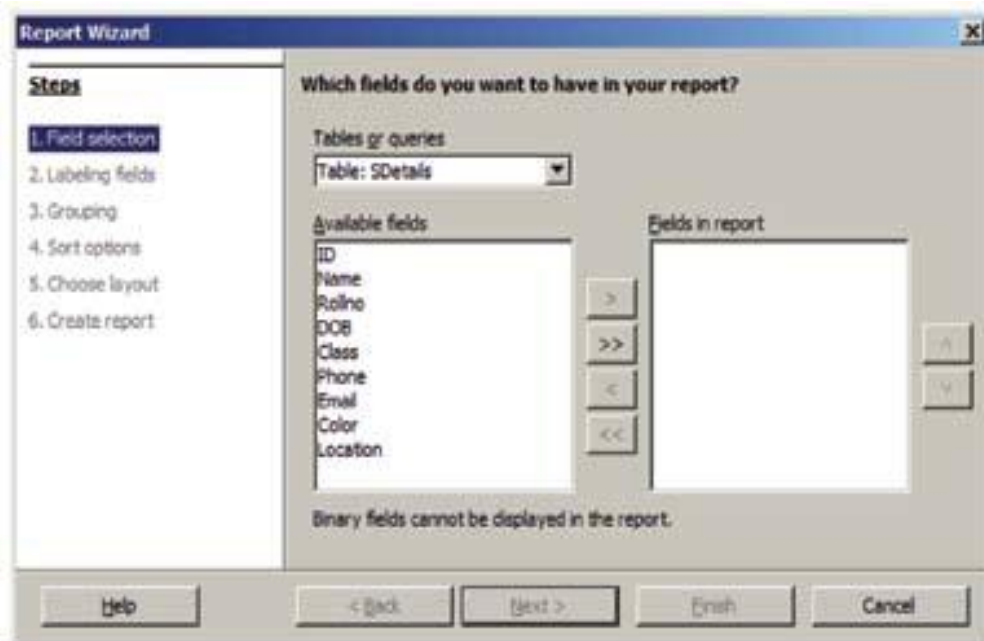 Report Wizard
Steps
1. Field selection
2. Labeling fields
3. Grouping
4. Sort options
5. Choose layout
6. Create report
Which fields do you want to have in your report?
Tables or queries
Table: SDetails
Available fields
ID
Name
Rollno
DOB
Class
Phone
Email
Color
Location
>
>>
<
<<
Fields in report
^
v
Binary fields cannot be displayed in the report.
Help
< Back
Next >
Finish
Cancel